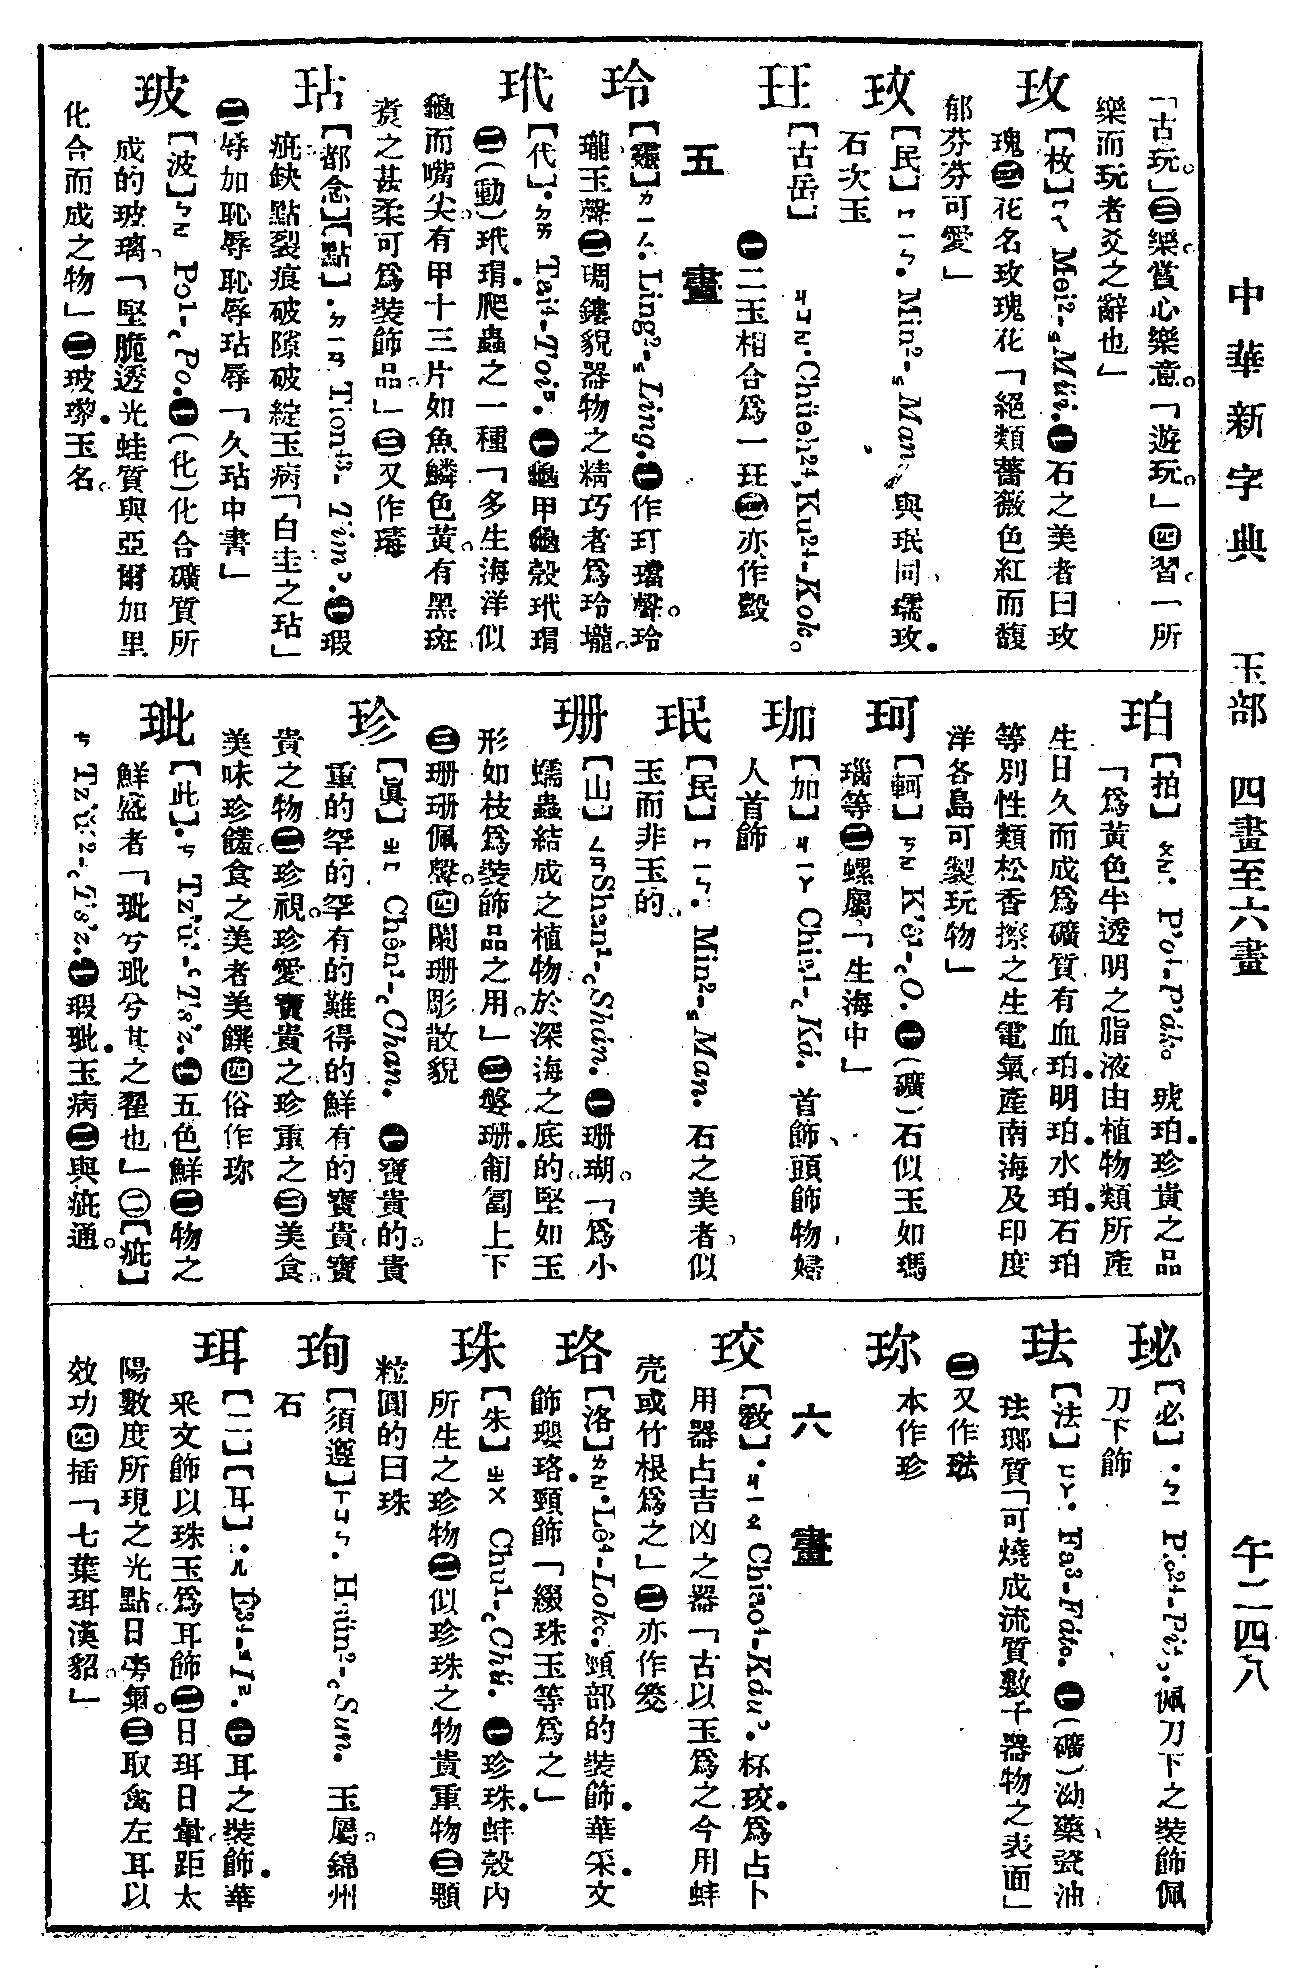 中華新字典 玉部 四畫至六畫 午二四八
「古玩。」㊂樂。賞心樂意。「遊玩。」㊃習。一所
樂而玩者爻之辭也」
玫【枚】ㄇㄟ Mei²-Mùi. ㊀石之美者曰玫
瑰㊁花名玫瑰花「絕類薔薇色紅而馥
郁芬芬可愛」
玟【民】ㄇㄧㄣ. Min²-Man 與珉同瓀玟.
石次玉
玨【古岳】ㄐㄩㄝ. Chüeh²⁴, Ku²⁴-Kok。
㊀二玉相合爲一玨㊁亦作瑴
五畫
玲【靈】ㄌㄧㄥ. Ling²-Ling. ㊀作玎璫聲。玲
瓏玉聲㊁琱鏤貌器物之精巧者爲玲瓏。
玳【代】.ㄉㄞ Tai⁴-Toi. ㊀龜甲龜殼玳瑁
㊁(動)玳瑁.爬蟲之一種「多生海洋似
龜而嘴尖。有甲十三片如魚鱗色黃。有黑斑
煑之甚柔可爲裝飾品。」㊂又作瑇
玷【都念】【點】.ㄉㄧㄢ Tien⁴³-Tim. ㊀瑕
疵缺點裂痕破隙破綻玉病「白圭之玷」
㊁辱加恥辱恥辱玷辱「久玷中書」
玻【波】ㄅㄛ Po¹-Po. ㊀(化)化合礦質所
成的玻璃。「堅脆透光蛙質與亞爾加里
化合而成之物」㊁玻瓈.玉名。
珀【拍】ㄆㄛ. P'o⁴-P'ák。琥珀.珍貴之品
「爲黃色半透明之脂液由植物類所產
生日久而成爲礦質有血珀.明珀.水珀.石珀
等別性類松香擦之生電氣。產南海及印度
洋各島可製玩物」
珂【軻】ㄎㄛ K'ê¹-O. ㊀(礦)石似玉如瑪
瑙等㊁螺屬「生海中」
珈【加】ㄐㄧㄚ Chia¹-Ká. 首飾、頭飾物婦
人首飾
珉【民】ㄇㄧㄣ. Min²-Man. 石之美者似
玉而非玉的。
珊【山】ㄕㄢ Shan¹-Shán. ㊀珊瑚。「爲小
蠕蟲結成之植物於深海之底的堅如玉
形如枝爲裝飾品之用。」㊁媻珊.匍匐上下
㊂珊珊佩聲。㊃闌珊彫散貌
珍【眞】ㄓㄣ Chên¹-Chan. ㊀寶貴的。貴
重的罕的罕有的難得的鮮有的寶貴。寶
貴之物㊁珍視。珍愛寶貴之珍重之㊂美食
美味珍饈。食之美者美饌㊃俗作珎
玼【此】.ㄘ Tz'ŭ-Ts'z. ㊀五色鮮㊁物之
鮮盛者「玼兮玼兮其之翟也」㊁【疵】
ㄘ Tz'ŭ²-Ts'z. ㊀瑕玼.玉病㊁與疵通。
珌【必】.ㄅㄧ Pi²⁴-Pit. 佩刀下之裝飾佩
刀下飾
珐【法】ㄈㄚ. Fa³-Fát. ㊀(礦)泑藥、瓷油
珐瑯質「可燒成流質敷于器物之表面」
㊁又作琺
珎 本作珍
六畫
珓【敎】.ㄐㄧㄠ Chiao⁴-Káu. 杯珓.爲占卜
用器占吉凶之器「古以玉爲之今用蚌
壳或竹根爲之」㊁亦作筊
珞【洛】ㄌㄛ. Lê⁴-Lok. 頸部的裝飾.華采.文
飾瓔珞.頸飾「綴珠玉等爲之」
珠【朱】ㄓㄨ Chu¹-Chü. ㊀珍珠.蚌殼內
所生之珍物㊁似珍珠之物貴重物㊂顆
粒圓的曰珠
珣【須遵】ㄒㄩㄣ. Hsün²-Sun. 玉屬。錦州
石
珥【二】【耳】.ㄦ Êrh³⁴-I. ㊀耳之裝飾.華
采文飾以珠玉爲耳飾㊁日珥日暈。距太
陽數度所現之光點。日旁氣。㊂取禽左耳以
效功㊃插「七葉珥漢貂。」